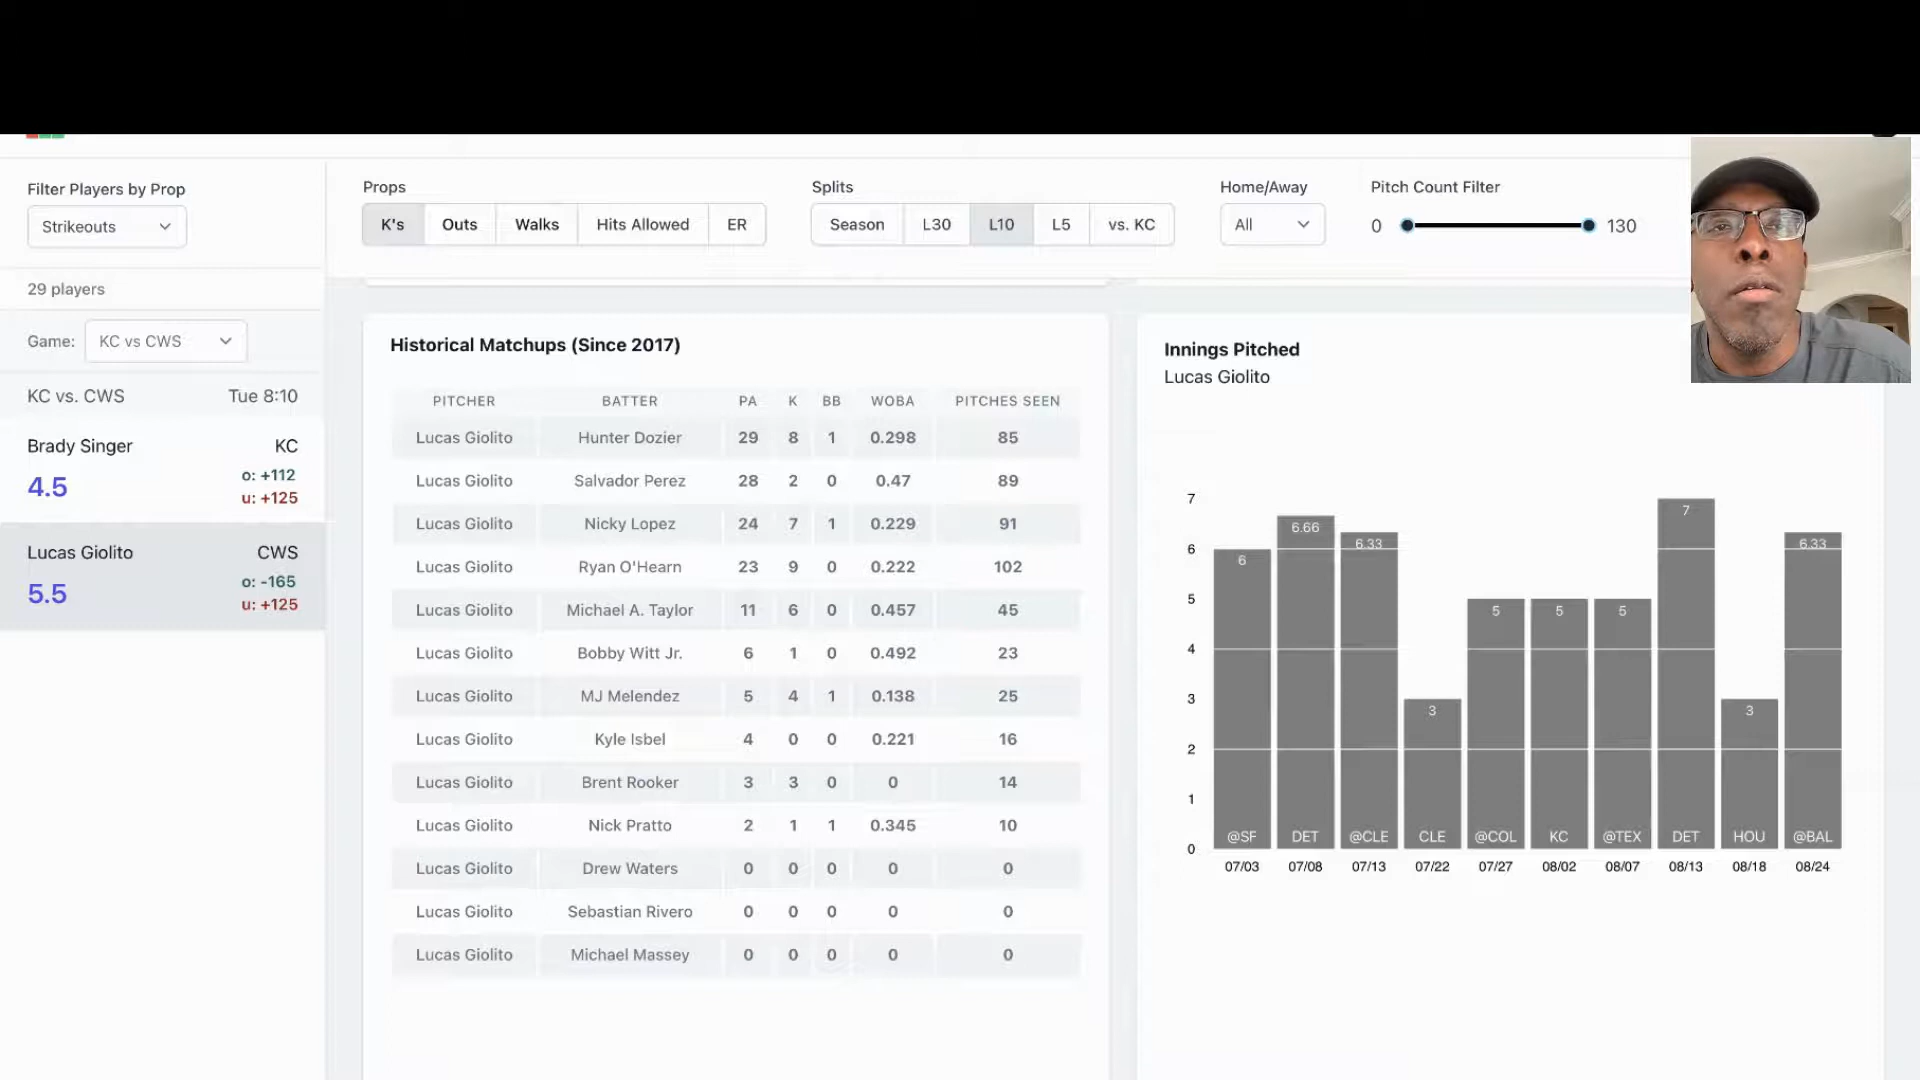 Filter Players by Prop
Strikeouts
29 players
Game: KC vs CWS
KC vs. CWS Tue 8:10
Brady Singer KC
4.5 o: +112
u: +125
Lucas Giolito CWS
5.5 o: -165
u: +125
Props
K's Outs Walks Hits Allowed ER
Splits
Season L30 L10 L5 vs. KC
Home/Away
All
Pitch Count Filter
0 130
Historical Matchups (Since 2017)
PITCHER BATTER PA K BB WOBA PITCHES SEEN
Lucas Giolito Hunter Dozier 29 8 1 0.298 85
Lucas Giolito Salvador Perez 28 2 0 0.47 89
Lucas Giolito Nicky Lopez 24 7 1 0.229 91
Lucas Giolito Ryan O'Hearn 23 9 0 0.222 102
Lucas Giolito Michael A. Taylor 11 6 0 0.457 45
Lucas Giolito Bobby Witt Jr. 6 1 0 0.492 23
Lucas Giolito MJ Melendez 5 4 1 0.138 25
Lucas Giolito Kyle Isbel 4 0 0 0.221 16
Lucas Giolito Brent Rooker 3 3 0 0 14
Lucas Giolito Nick Pratto 2 1 1 0.345 10
Lucas Giolito Drew Waters 0 0 0 0 0
Lucas Giolito Sebastian Rivero 0 0 0 0 0
Lucas Giolito Michael Massey 0 0 0 0 0
Innings Pitched
Lucas Giolito
7
6
5
4
3
2
1
0
6 6.66 6.33 3 5 5 5 7 3 6.33
@SF DET @CLE CLE @COL KC @TEX DET HOU @BAL
07/03 07/08 07/13 07/22 07/27 08/02 08/07 08/13 08/18 08/24